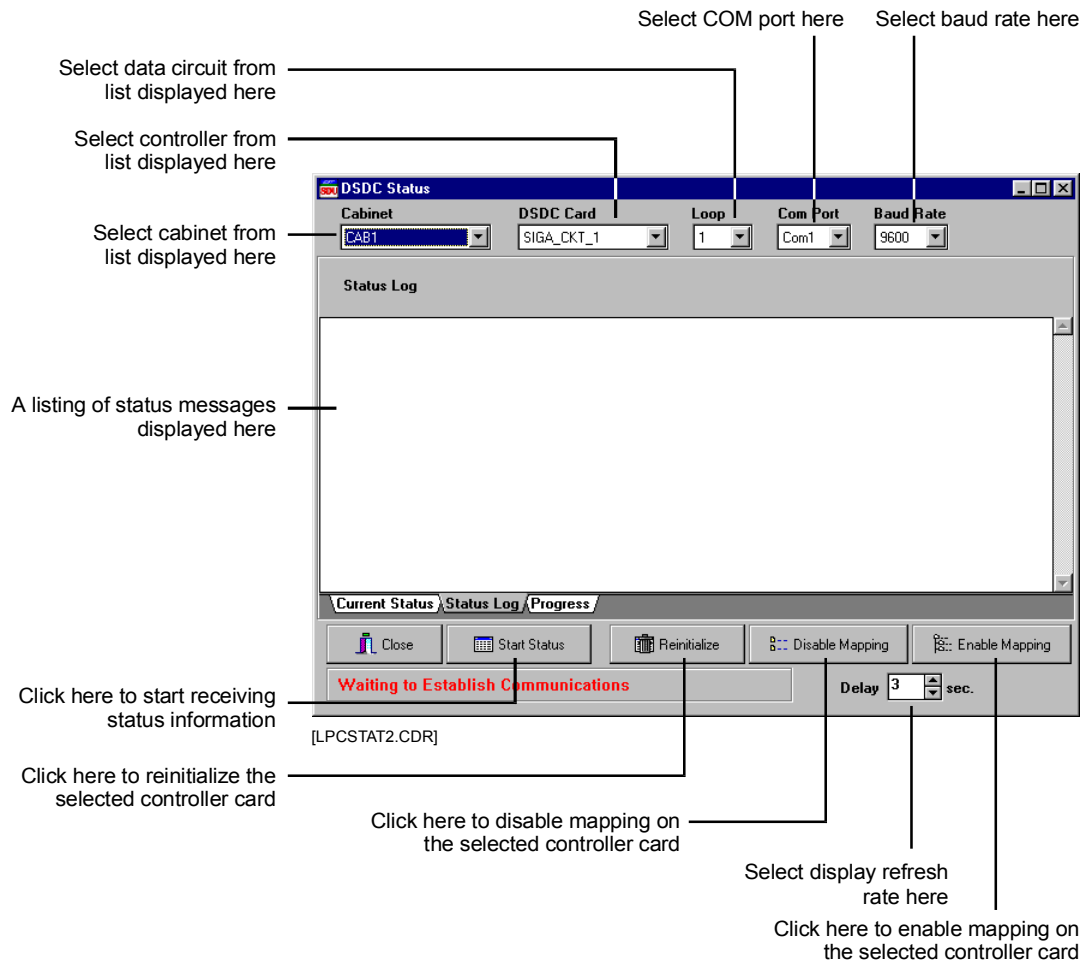 Select COM port here
Select baud rate here
Select data circuit from
list displayed here
Select controller from
list displayed here
Select cabinet from
list displayed here
SDU
DSDC Status
Cabinet
DSDC Card
Loop
Com Port
Baud Rate
CAB1
SIGA_CKT_1
1
Com1
9600
Status Log
A listing of status messages
displayed here
Current Status
Status Log
Progress
Close
Start Status
Reinitialize
Disable Mapping
Enable Mapping
Waiting to Establish Communications
Delay
3
sec.
Click here to start receiving
status information
[LPCSTAT2.CDR]
Click here to reinitialize the
selected controller card
Click here to disable mapping on
the selected controller card
Select display refresh
rate here
Click here to enable mapping on
the selected controller card